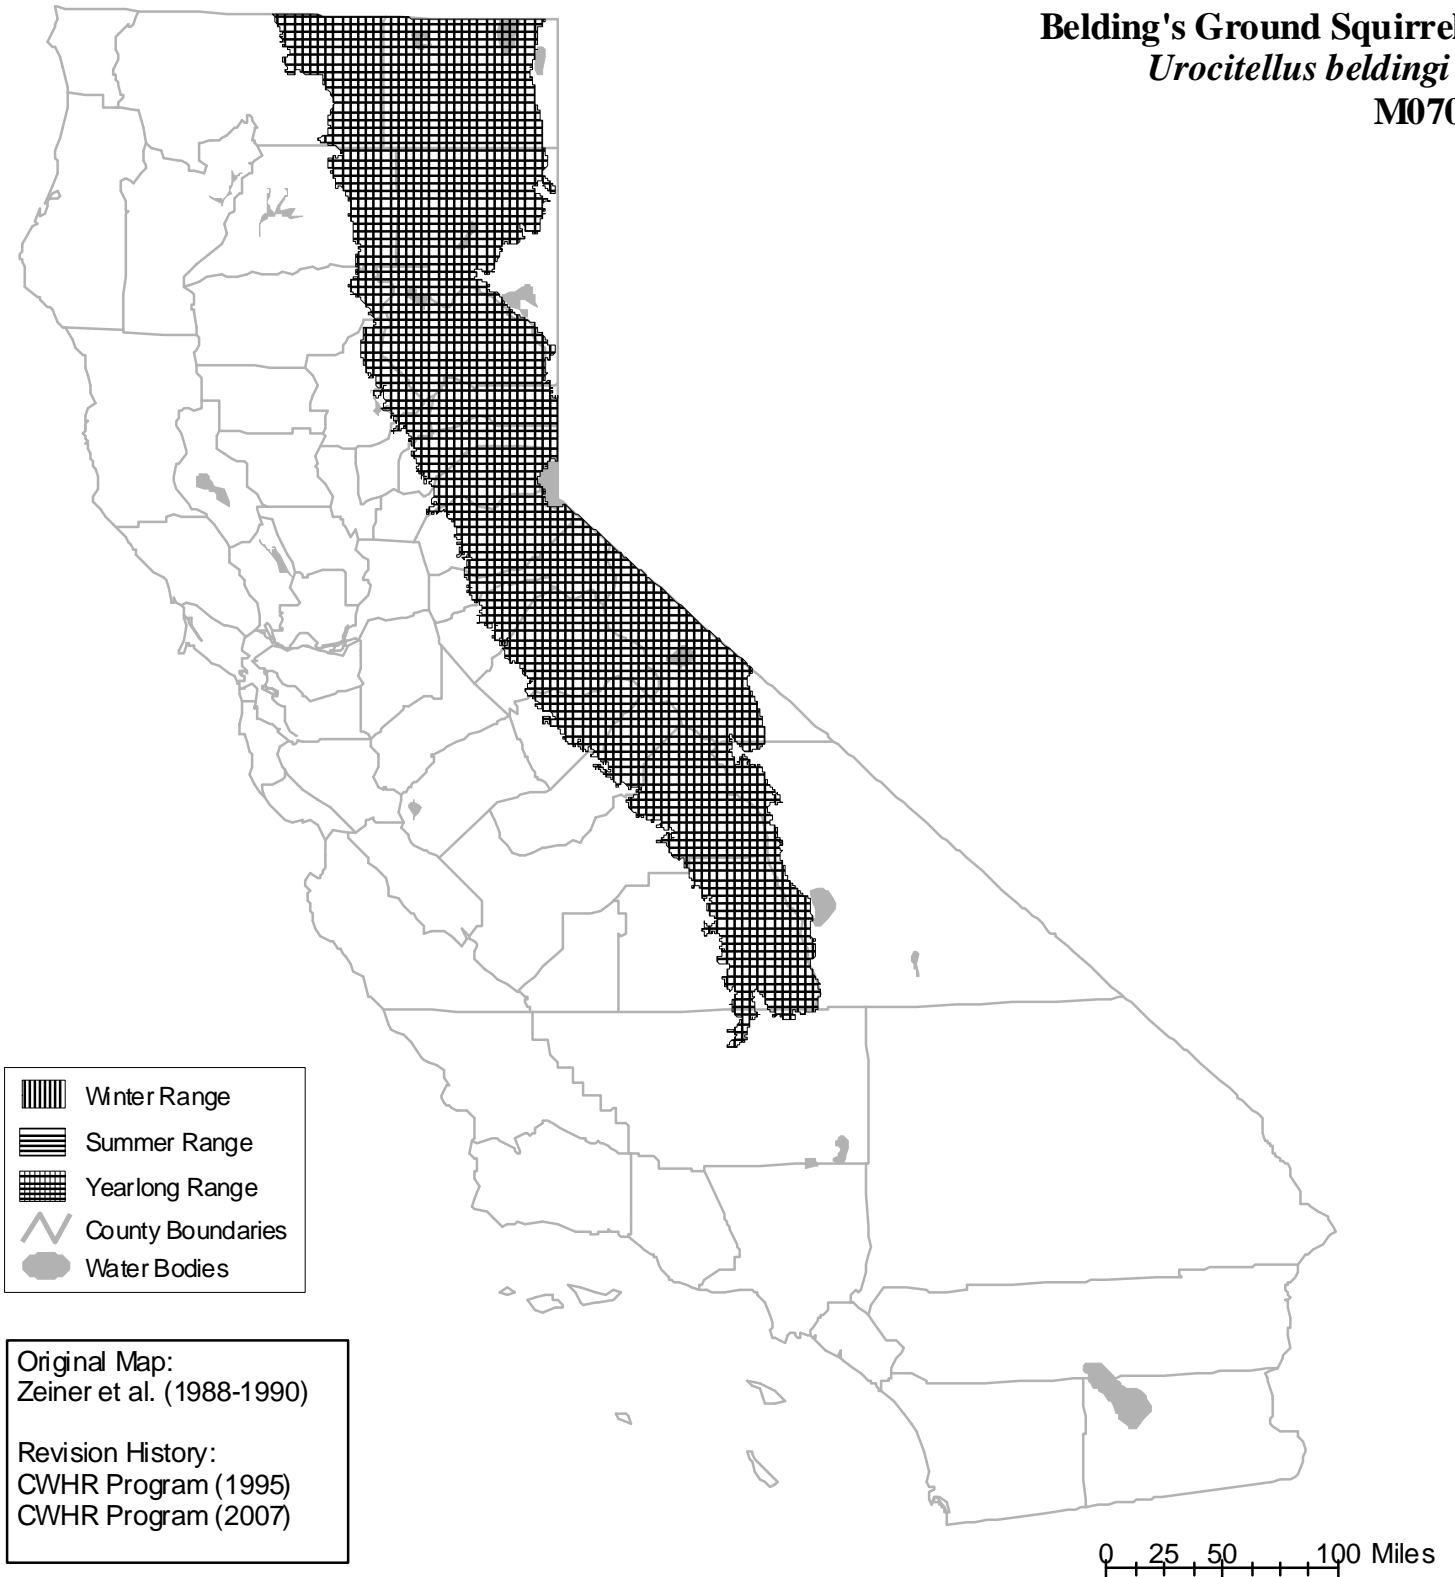 Belding's Ground Squirrel
Urocitellus beldingi
M070
Winter Range
Summer Range
Yearlong Range
County Boundaries
Water Bodies
Original Map:
Zeiner et al. (1988-1990)
Revision History:
CWHR Program (1995)
CWHR Program (2007)
0 25 50 100 Miles